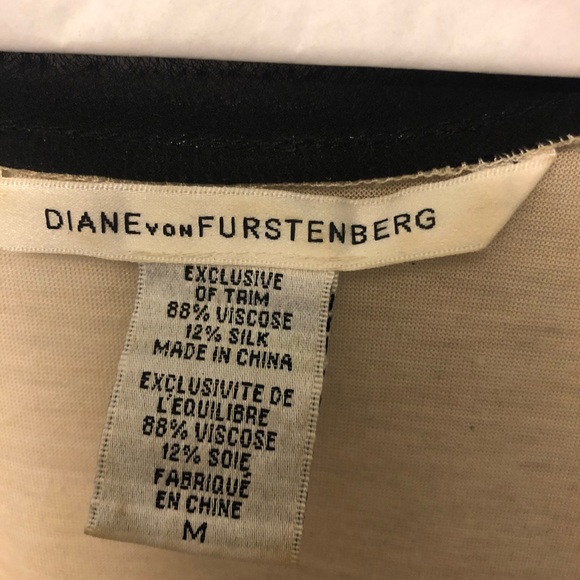 DIANE VON FURSTENBERG
EXCLUSIVE
OF TRIM
88% VISCOSE
12% SILK
MADE IN CHINA
EXCLUSIVITE DE
L'EQUILIBRE
88% VISCOSE
12% SOIE
FABRIQUÉ
EN CHINE
M